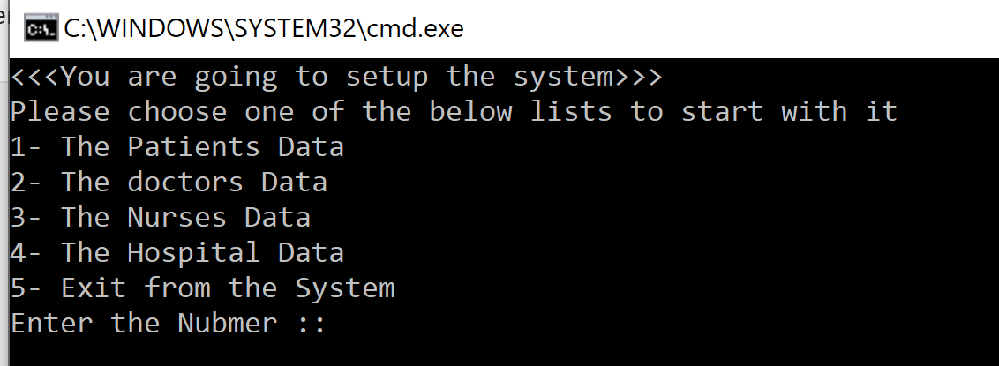 C:\WINDOWS\SYSTEM32\cmd.exe
<<<You are going to setup the system>>>
Please choose one of the below lists to start with it
1- The Patients Data
2- The doctors Data
3- The Nurses Data
4- The Hospital Data
5- Exit from the System
Enter the Nubmer ::